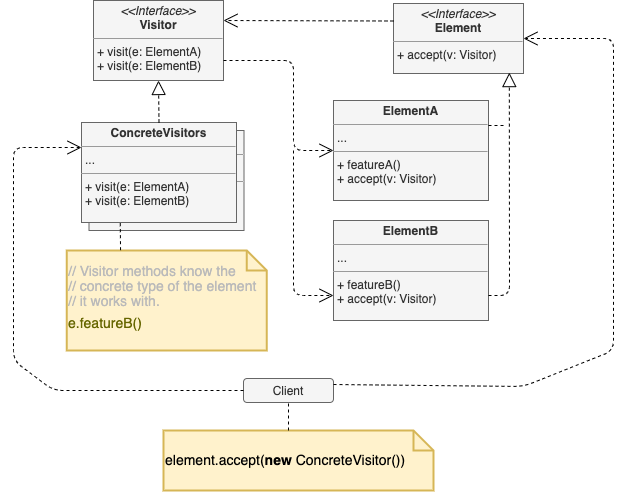 <<Interface>>
Visitor
+ visit(e: ElementA)
+ visit(e: ElementB)
<<Interface>>
Element
+ accept(v: Visitor)
ConcreteVisitors
...
+ visit(e: ElementA)
+ visit(e: ElementB)
ElementA
...
+ featureA()
+ accept(v: Visitor)
ElementB
...
+ featureB()
+ accept(v: Visitor)
// Visitor methods know the
// concrete type of the element
// it works with.
e.featureB()
Client
element.accept(new ConcreteVisitor())